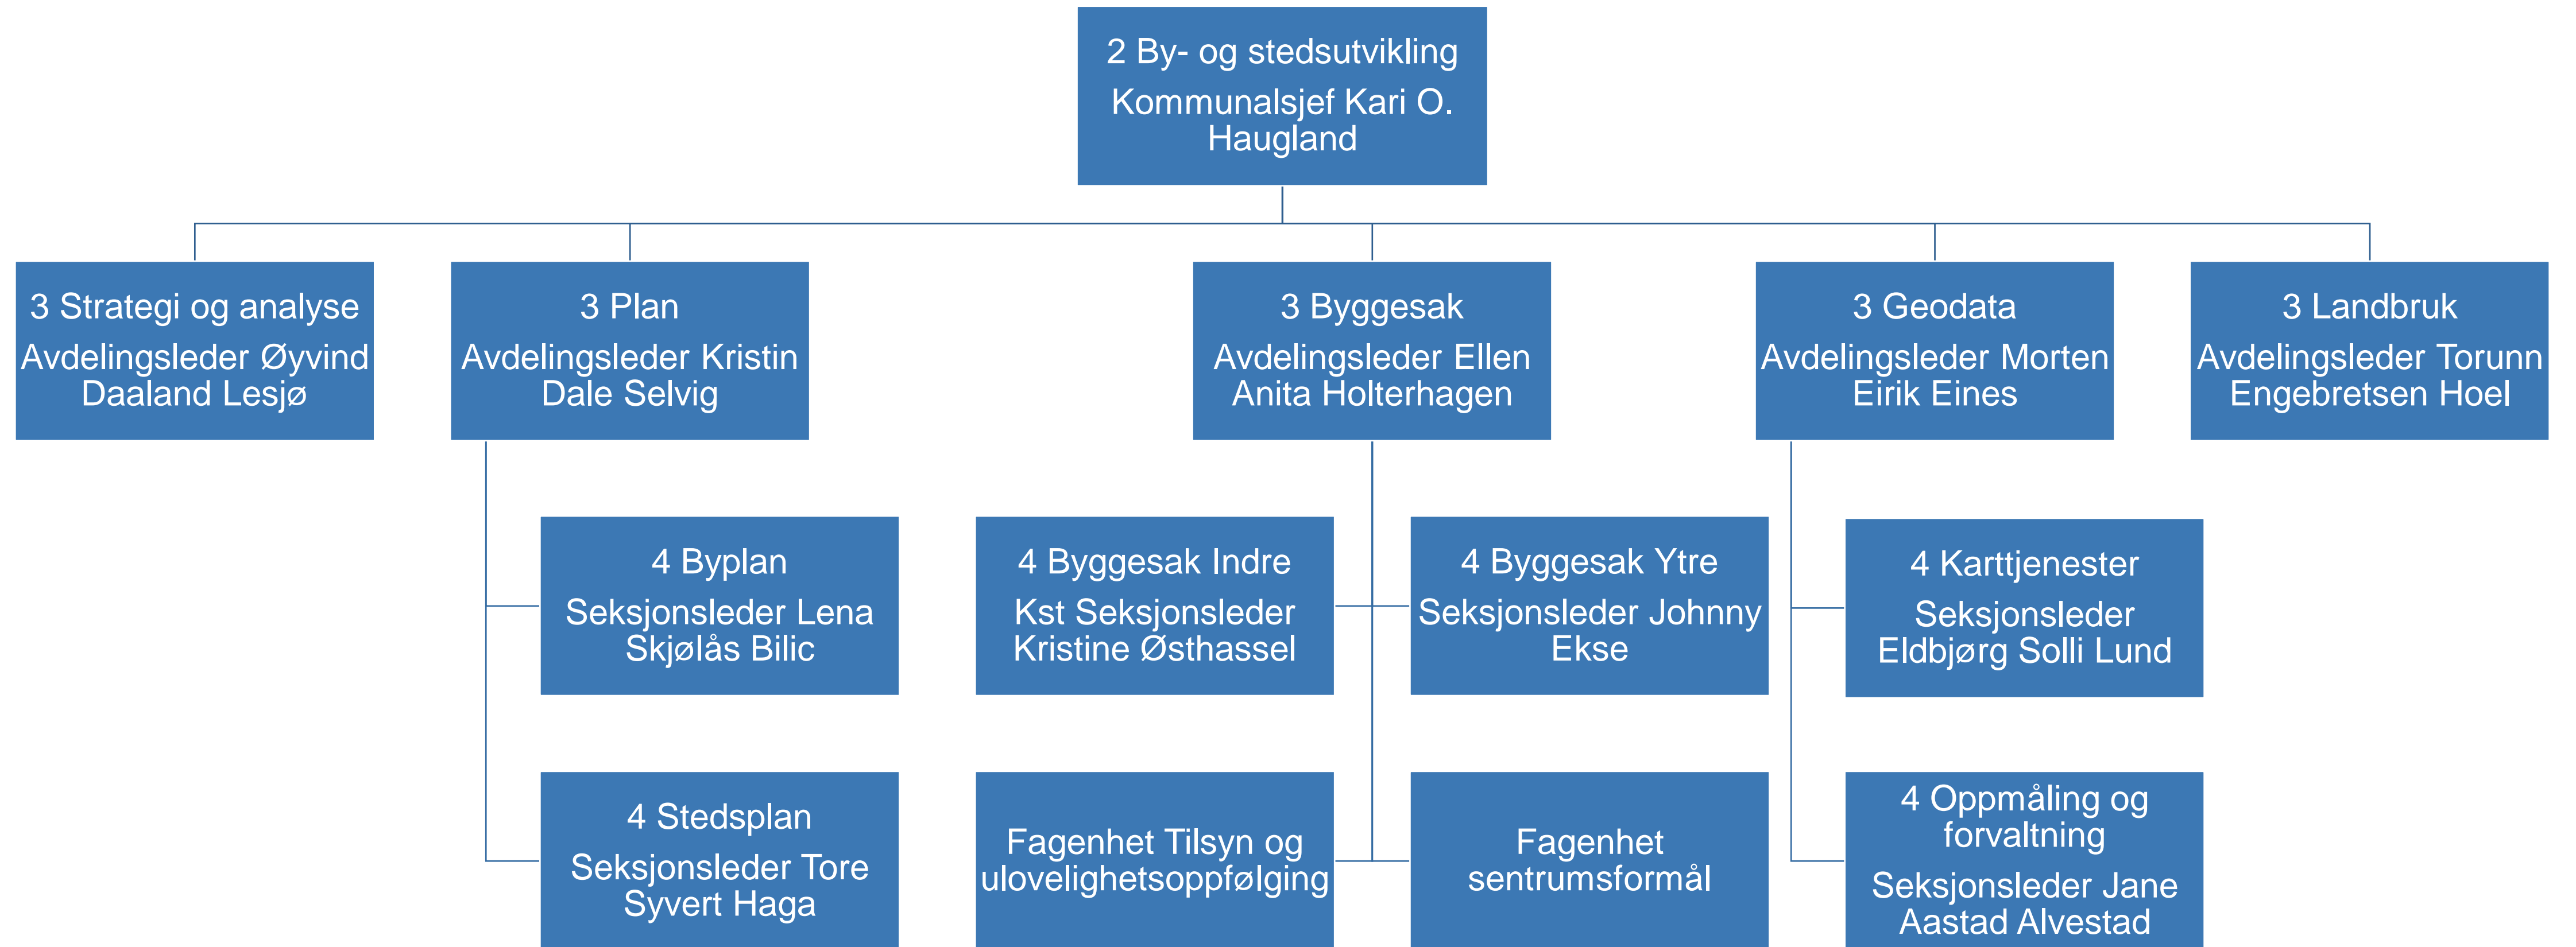 2 By- og stedsutvikling
Kommunalsjef Kari O.
Haugland
3 Strategi og analyse
Avdelingsleder Øyvind
Daaland Lesjø
3 Plan
Avdelingsleder Kristin
Dale Selvig
3 Byggesak
Avdelingsleder Ellen
Anita Holterhagen
3 Geodata
Avdelingsleder Morten
Eirik Eines
3 Landbruk
Avdelingsleder Torunn
Engebretsen Hoel
4 Byplan
Seksjonsleder Lena
Skjølås Bilic
4 Byggesak Indre
Kst Seksjonsleder
Kristine Østhassel
4 Byggesak Ytre
Seksjonsleder Johnny
Ekse
4 Karttjenester
Seksjonsleder
Eldbjørg Solli Lund
4 Stedsplan
Seksjonsleder Tore
Syvert Haga
Fagenhet Tilsyn og
ulovelighetsoppfølging
Fagenhet
sentrumsformål
4 Oppmåling og
forvaltning
Seksjonsleder Jane
Aastad Alvestad